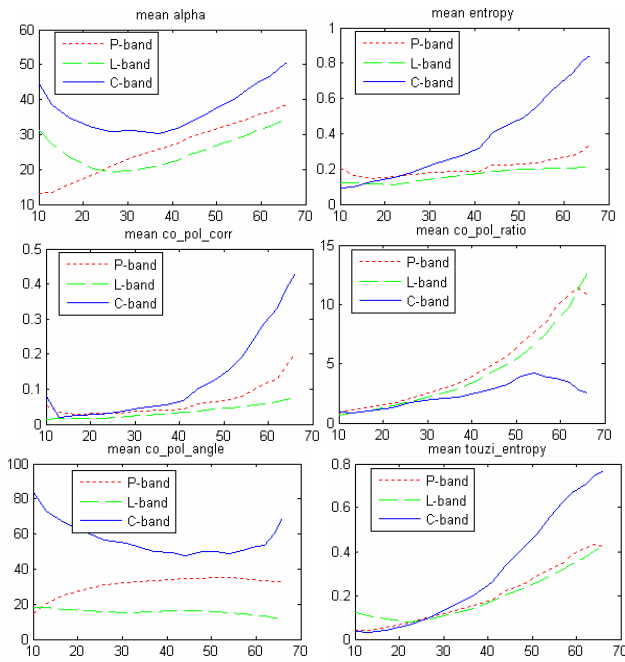 mean alpha
60
50
40
30
20
10
P-band
L-band
C-band
10 20 30 40 50 60 70
mean entropy
1
0.8
0.6
0.4
0.2
0
P-band
L-band
C-band
10 20 30 40 50 60 70
mean co_pol_corr
0.5
0.4
0.3
0.2
0.1
0
P-band
L-band
C-band
10 20 30 40 50 60 70
mean co_pol_ratio
15
10
5
0
P-band
L-band
C-band
10 20 30 40 50 60 70
mean co_pol_angle
100
80
60
40
20
0
P-band
L-band
C-band
10 20 30 40 50 60 70
mean touzi_entropy
0.8
0.6
0.4
0.2
0
P-band
L-band
C-band
10 20 30 40 50 60 70